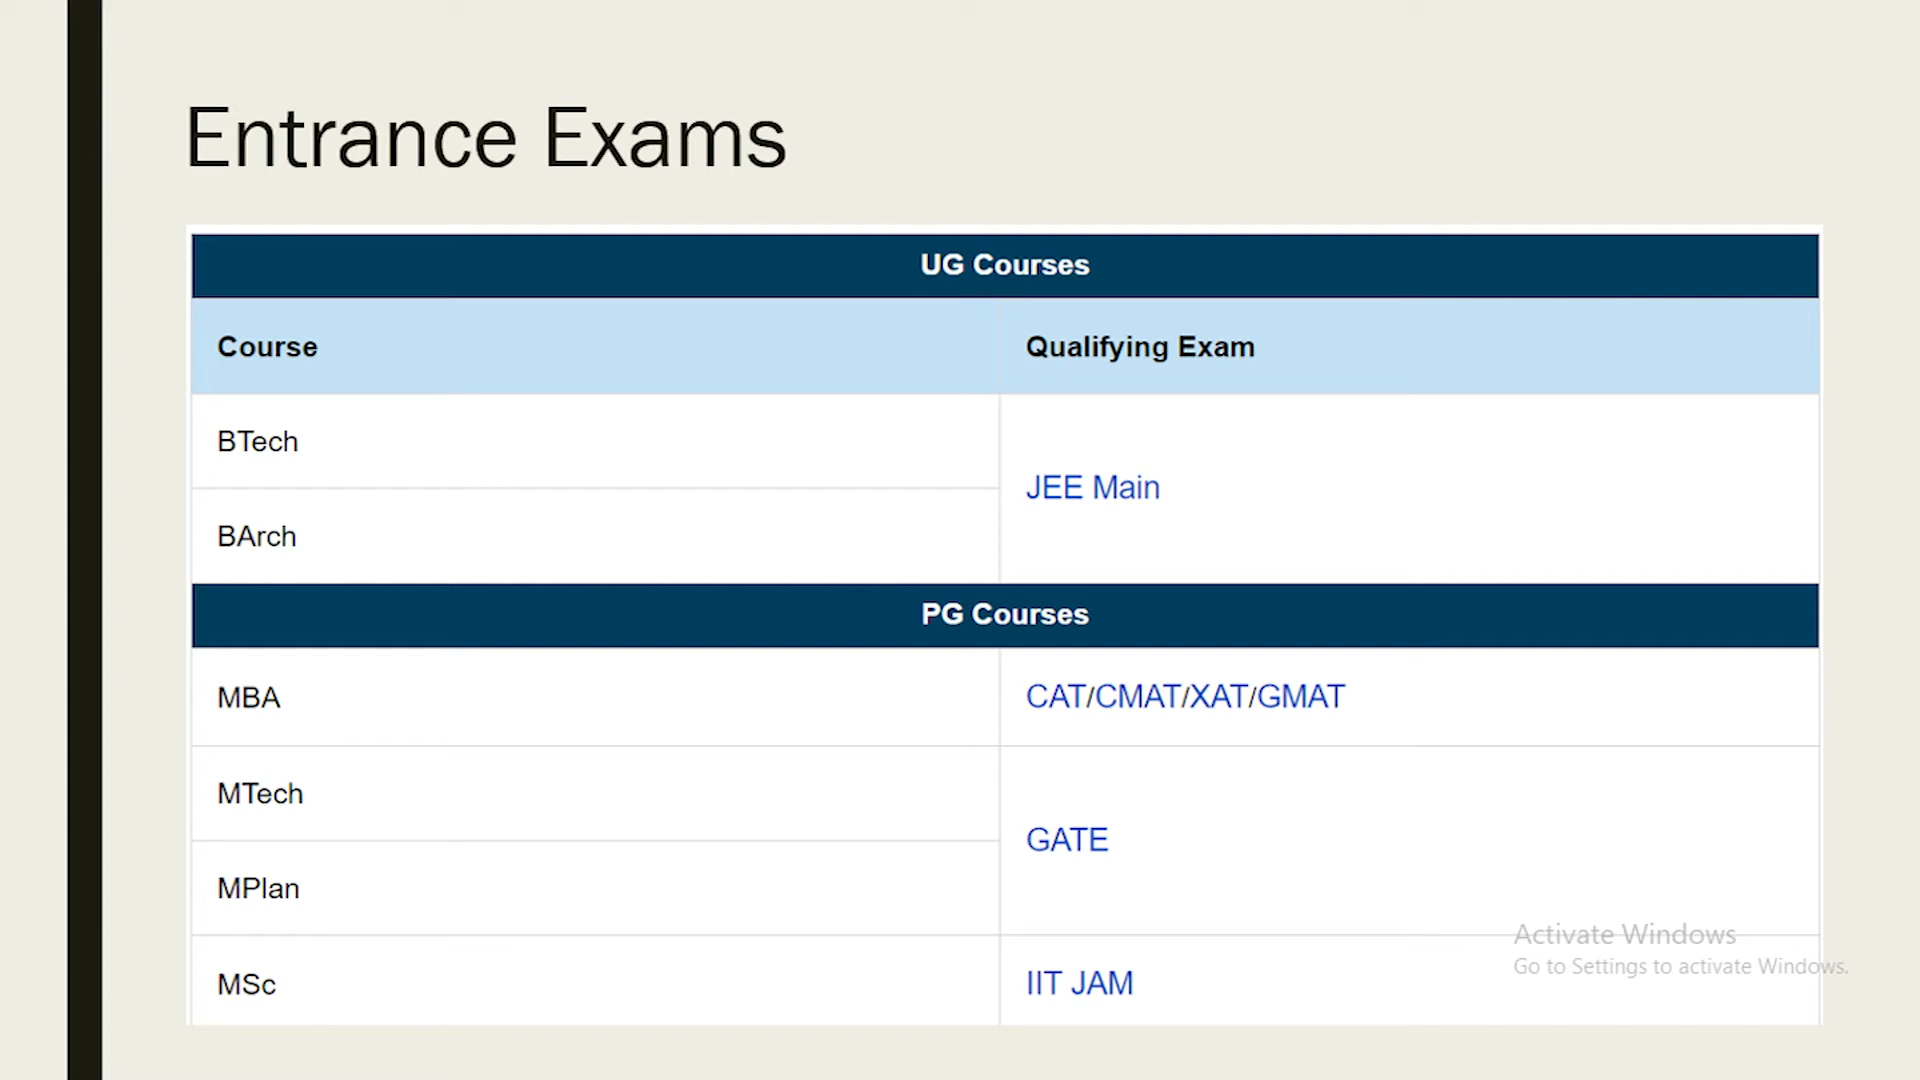 Entrance Exams
UG Courses
Course
Qualifying Exam
BTech
JEE Main
BArch
PG Courses
MBA
CAT/CMAT/XAT/GMAT
MTech
GATE
MPlan
MSc
IIT JAM
Activate Windows
Go to Settings to activate Windows.